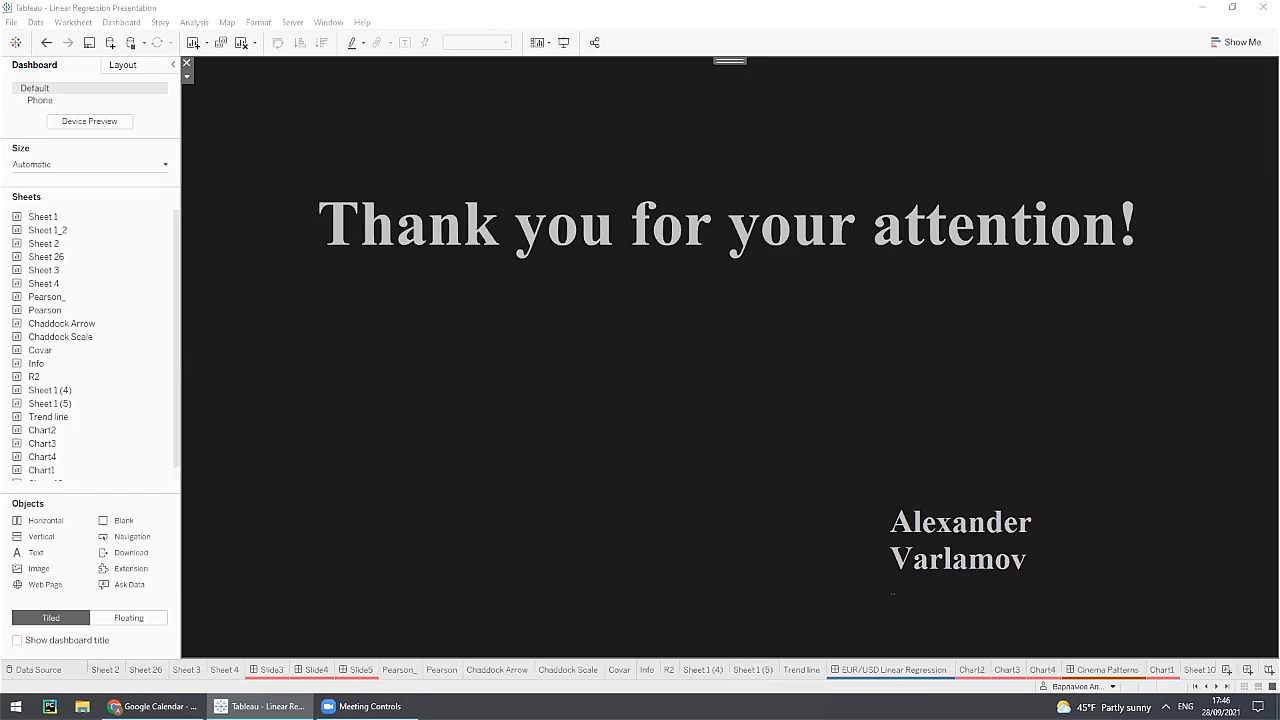 Tableau - Linear Regression Presentation
File Data Worksheet Dashboard Story Analysis Map Format Server Window Help
Show Me
Dashboard Layout
Default
Phone
Device Preview
Size
Automatic
Sheets
Sheet 1
Sheet 1_2
Sheet 2
Sheet 26
Sheet 3
Sheet 4
Pearson_
Pearson
Chaddock Arrow
Chaddock Scale
Covar
Info
R2
Sheet 1 (4)
Sheet 1 (5)
Trend line
Chart2
Chart3
Chart4
Chart1
Objects
Horizontal Blank
Vertical Navigation
Text Download
Image Extension
Web Page Ask Data
Tiled Floating
Show dashboard title
Thank you for your attention!
Alexander
Varlamov
Data Source Sheet 2 Sheet 26 Sheet 3 Sheet 4 Slide3 Slide4 Slide5 Pearson_ Pearson Chaddock Arrow Chaddock Scale Covar Info R2 Sheet 1 (4) Sheet 1 (5) Trend line EUR/USD Linear Regression Chart2 Chart3 Chart4 Cinema Patterns Chart1 Sheet 10
Варламов Ал...
PC Google Calendar - ... Tableau - Linear Re... Meeting Controls 45°F Partly sunny ENG 17:46
28/09/2021